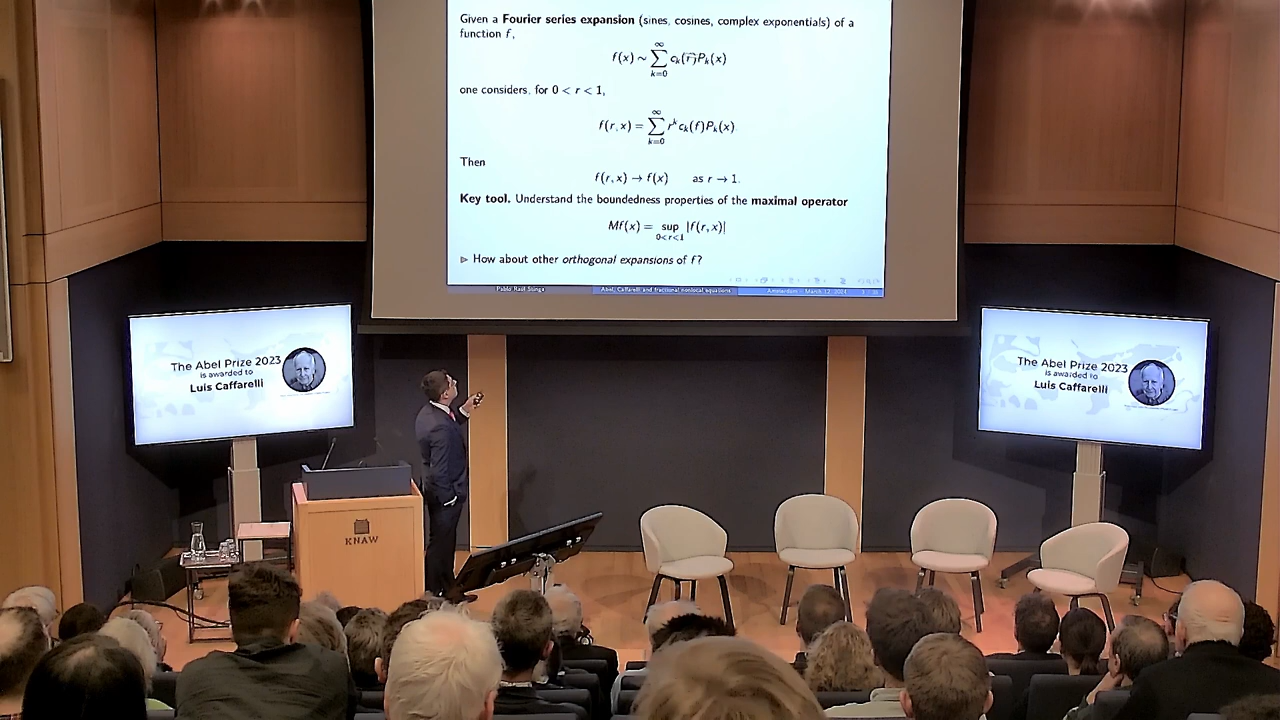 Given a Fourier series expansion (sines, cosines, complex exponentials) of a
function f,
f(x) ∼ ∑_{k=0}^{∞} c_k(f)P_k(x)
one considers, for 0 < r < 1,
f(r, x) = ∑_{k=0}^{∞} r^k c_k(f)P_k(x).
Then
f(r, x) → f(x) as r → 1.
Key tool. Understand the boundedness properties of the maximal operator
Mf(x) = sup_{0<r<1} |f(r, x)|
▷ How about other orthogonal expansions of f?
Pablo Raúl Stinga Abel, Caffarelli and fractional nonlocal equations Amsterdam – March 12, 2024
The Abel Prize 2023
is awarded to
Luis Caffarelli
The Abel Prize 2023
is awarded to
Luis Caffarelli
KNAW